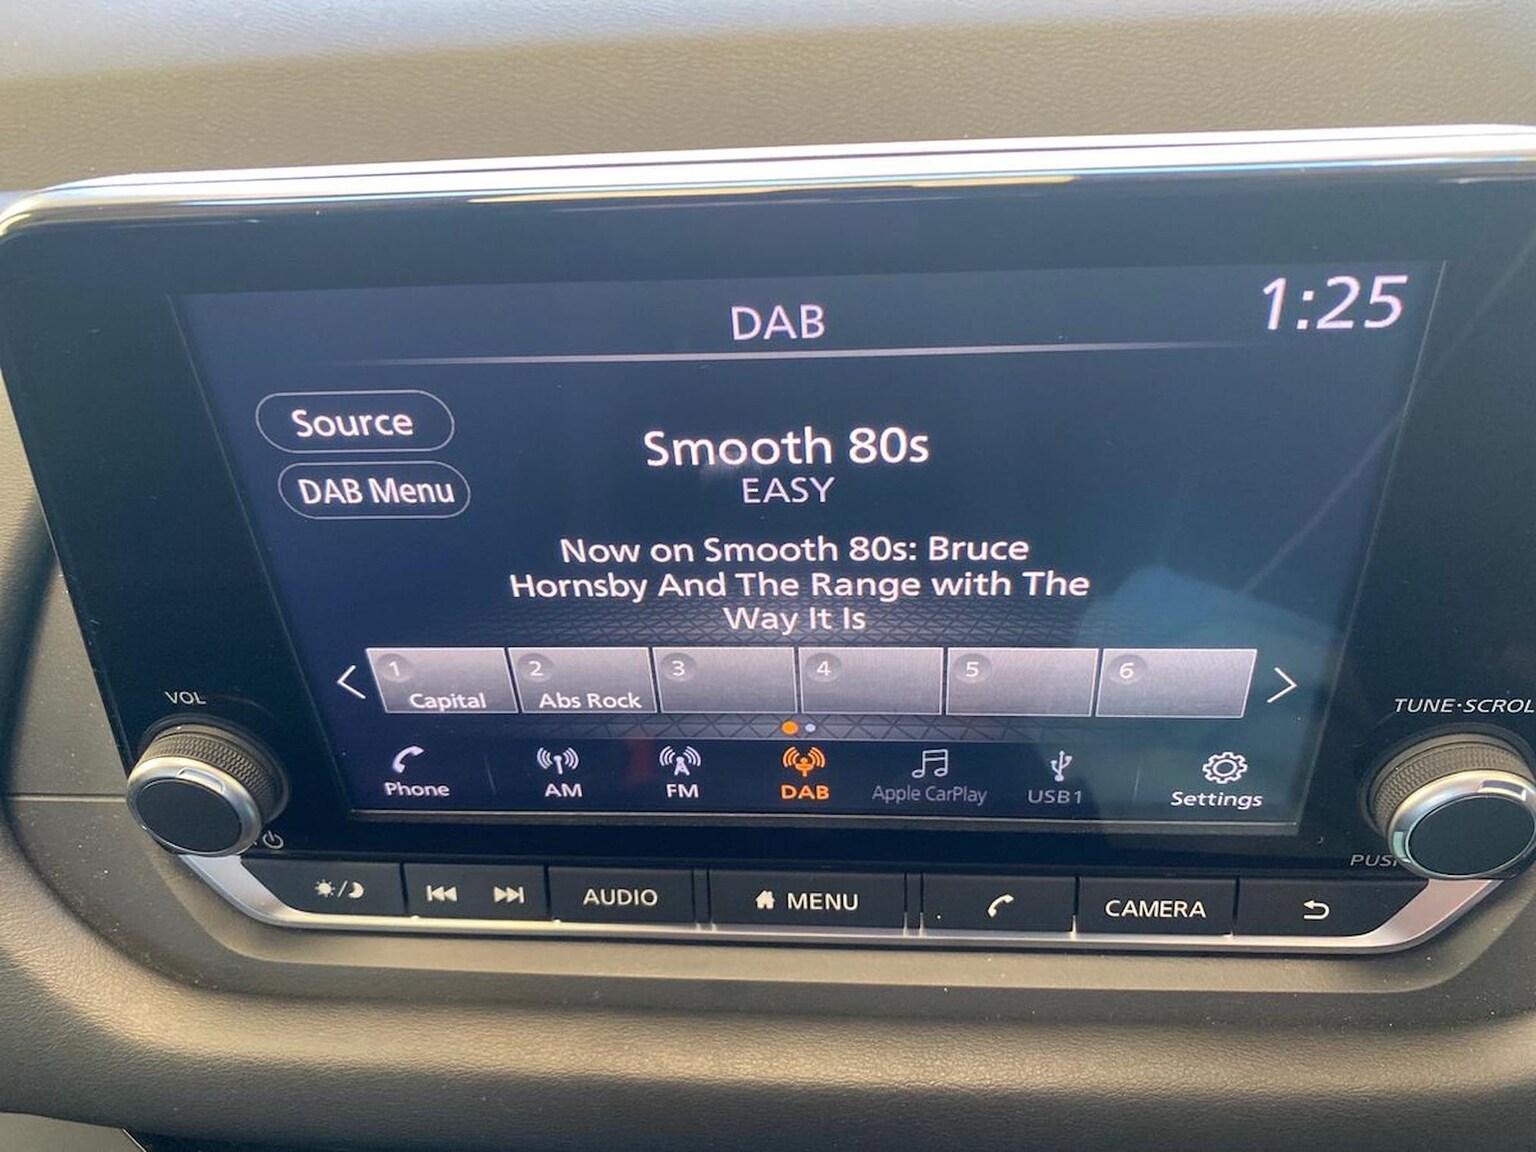 DAB
1:25
Source
DAB Menu
Smooth 80s
EASY
Now on Smooth 80s: Bruce
Hornsby And The Range with The
Way It Is
1 Capital
2 Abs Rock
3
4
5
6
VOL
TUNE·SCROL
Phone
AM
FM
DAB
Apple CarPlay
USB1
Settings
PUSH
AUDIO
MENU
CAMERA